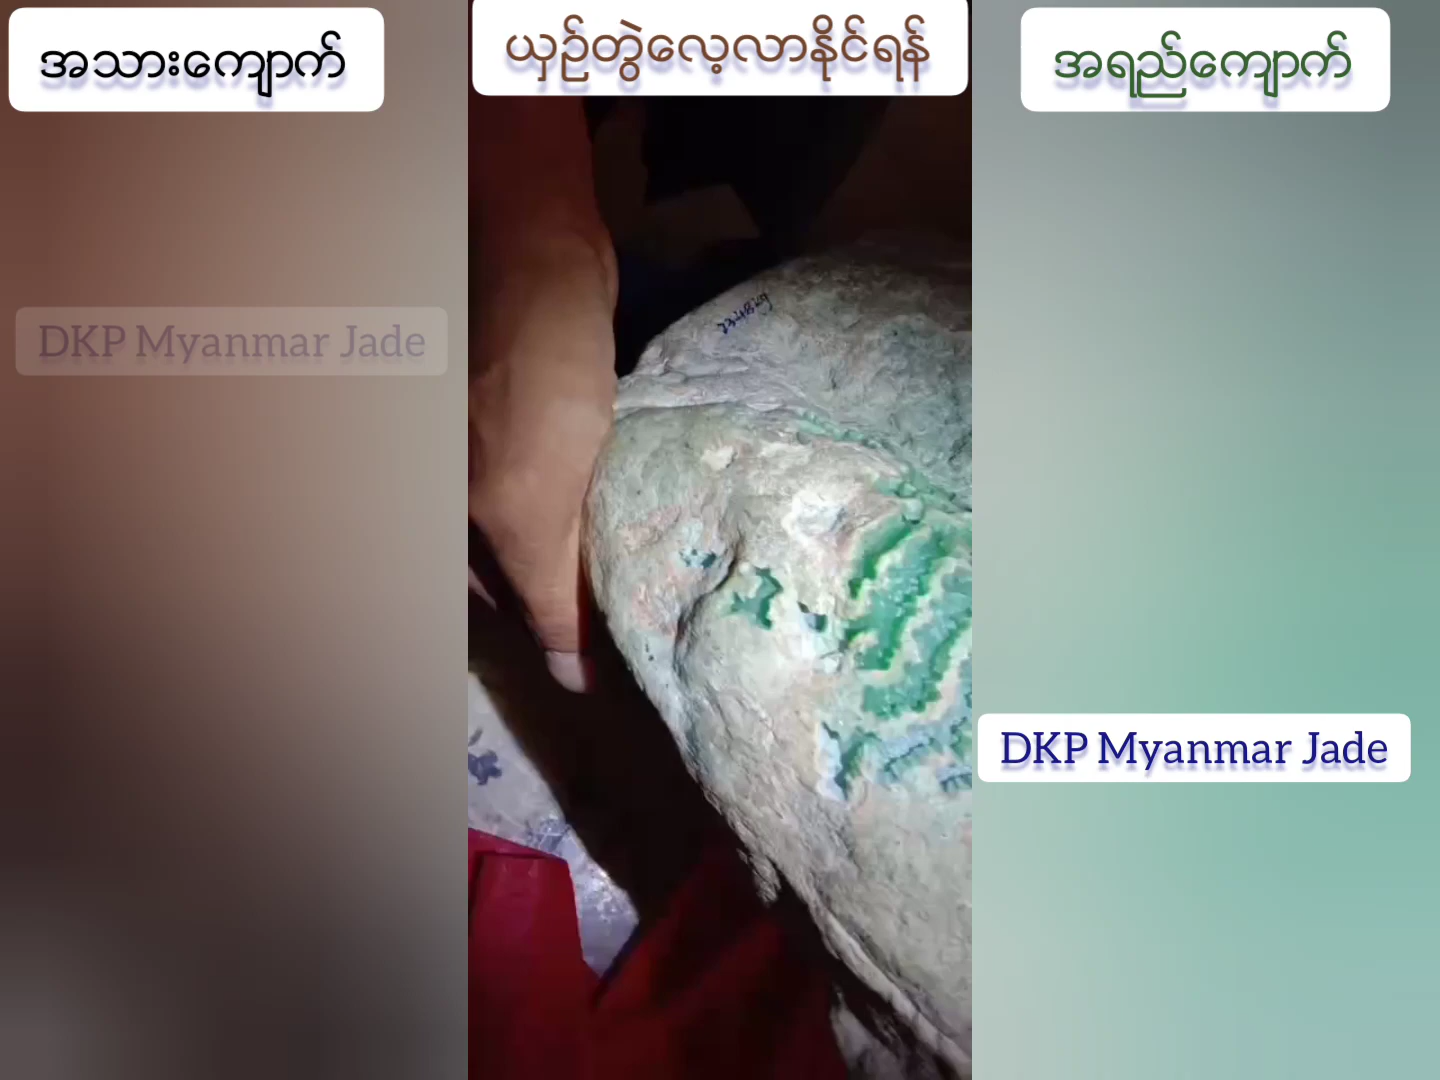 အသားကျောက်
ယှဉ်တွဲလေ့လာနိုင်ရန်
အရည်ကျောက်
DKP Myanmar Jade
DKP Myanmar Jade